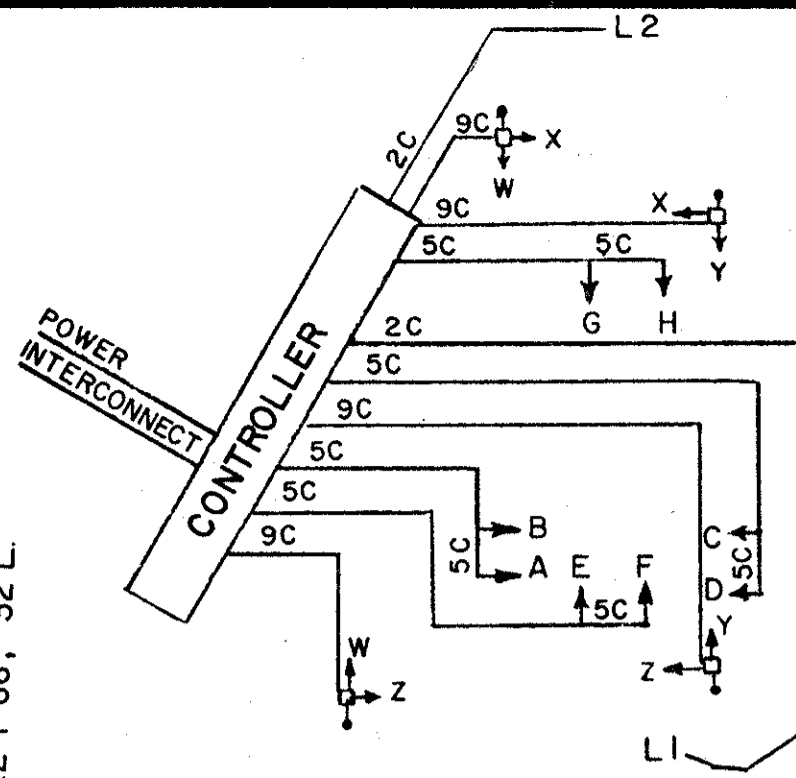 L2
2C
9C
X
W
9C
X
5C
5C
Y
G
H
POWER
INTERCONNECT
2C
CONTROLLER
5C
9C
5C
B
5C
5C
A
E
F
C
5C
D
9C
5C
Y
W
Z
Z
L1